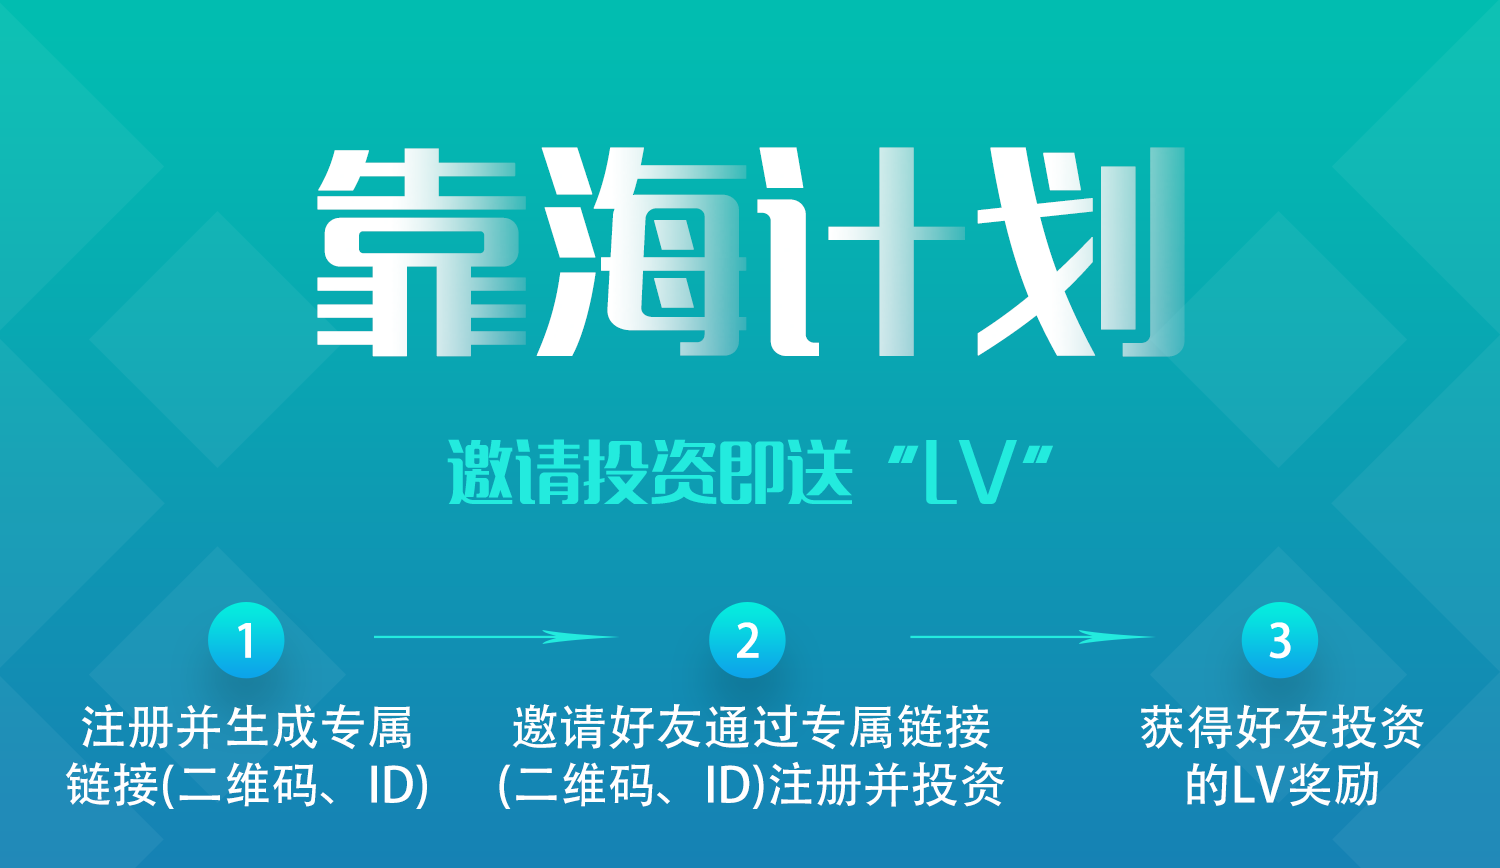 靠海计划
邀请投资即送 “LV”
1
2
3
注册并生成专属
链接(二维码、ID)
邀请好友通过专属链接
(二维码、ID)注册并投资
获得好友投资
的LV奖励